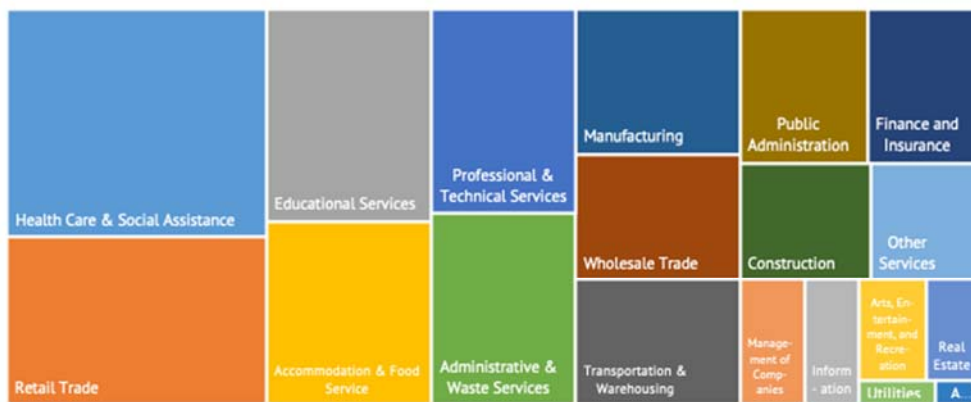 Health Care & Social Assistance
Retail Trade
Educational Services
Accommodation & Food
Service
Professional &
Technical Services
Administrative &
Waste Services
Manufacturing
Wholesale Trade
Transportation &
Warehousing
Public
Administration
Finance and
Insurance
Construction
Other
Services
Manage-
ment of
Comp-
anies
Inform
- ation
Arts, En-
tertain-
ment, and
Recre-
ation
Real
Estate
Utilities
A...